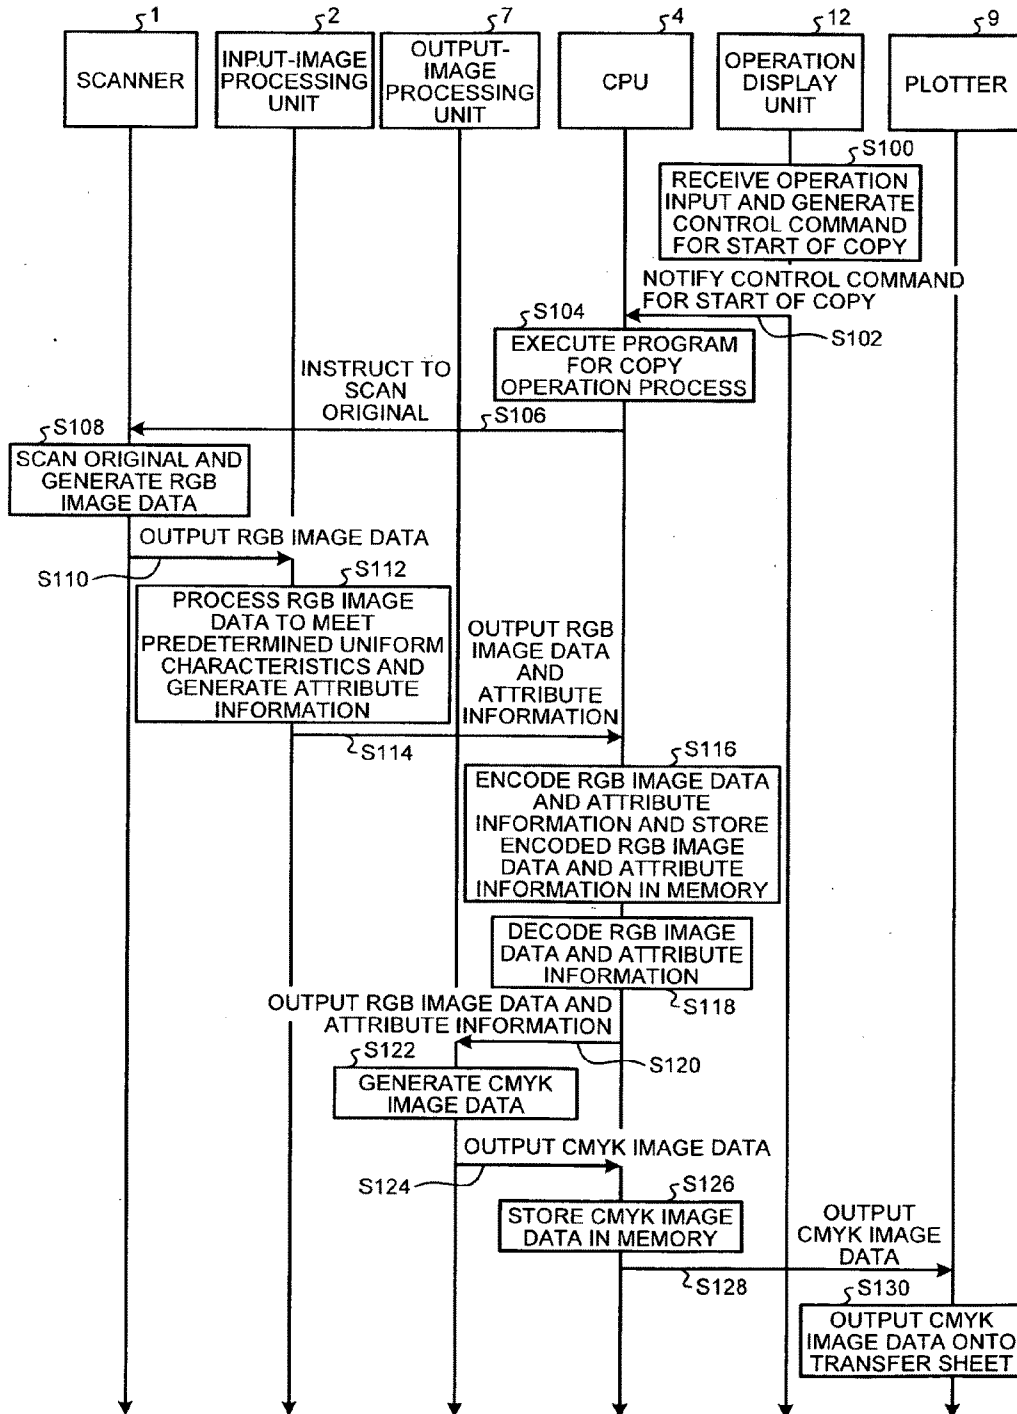 1
2
7
4
12
9
SCANNER
INPUT-IMAGE
PROCESSING
UNIT
OUTPUT-
IMAGE
PROCESSING
UNIT
CPU
OPERATION
DISPLAY
UNIT
PLOTTER
S100
RECEIVE OPERATION
INPUT AND GENERATE
CONTROL COMMAND
FOR START OF COPY
NOTIFY CONTROL COMMAND
FOR START OF COPY
S102
S104
EXECUTE PROGRAM
FOR COPY
OPERATION PROCESS
INSTRUCT TO
SCAN
ORIGINAL
S106
S108
SCAN ORIGINAL AND
GENERATE RGB
IMAGE DATA
OUTPUT RGB IMAGE DATA
S110
S112
PROCESS RGB IMAGE
DATA TO MEET
PREDETERMINED UNIFORM
CHARACTERISTICS AND
GENERATE ATTRIBUTE
INFORMATION
OUTPUT RGB
IMAGE DATA
AND
ATTRIBUTE
INFORMATION
S114
S116
ENCODE RGB IMAGE DATA
AND ATTRIBUTE
INFORMATION AND STORE
ENCODED RGB IMAGE
DATA AND ATTRIBUTE
INFORMATION IN MEMORY
DECODE RGB IMAGE
DATA AND ATTRIBUTE
INFORMATION
S118
OUTPUT RGB IMAGE DATA AND
ATTRIBUTE INFORMATION
S120
S122
GENERATE CMYK
IMAGE DATA
OUTPUT CMYK IMAGE DATA
S124
S126
STORE CMYK IMAGE
DATA IN MEMORY
OUTPUT
CMYK IMAGE
DATA
S128
S130
OUTPUT CMYK
IMAGE DATA ONTO
TRANSFER SHEET